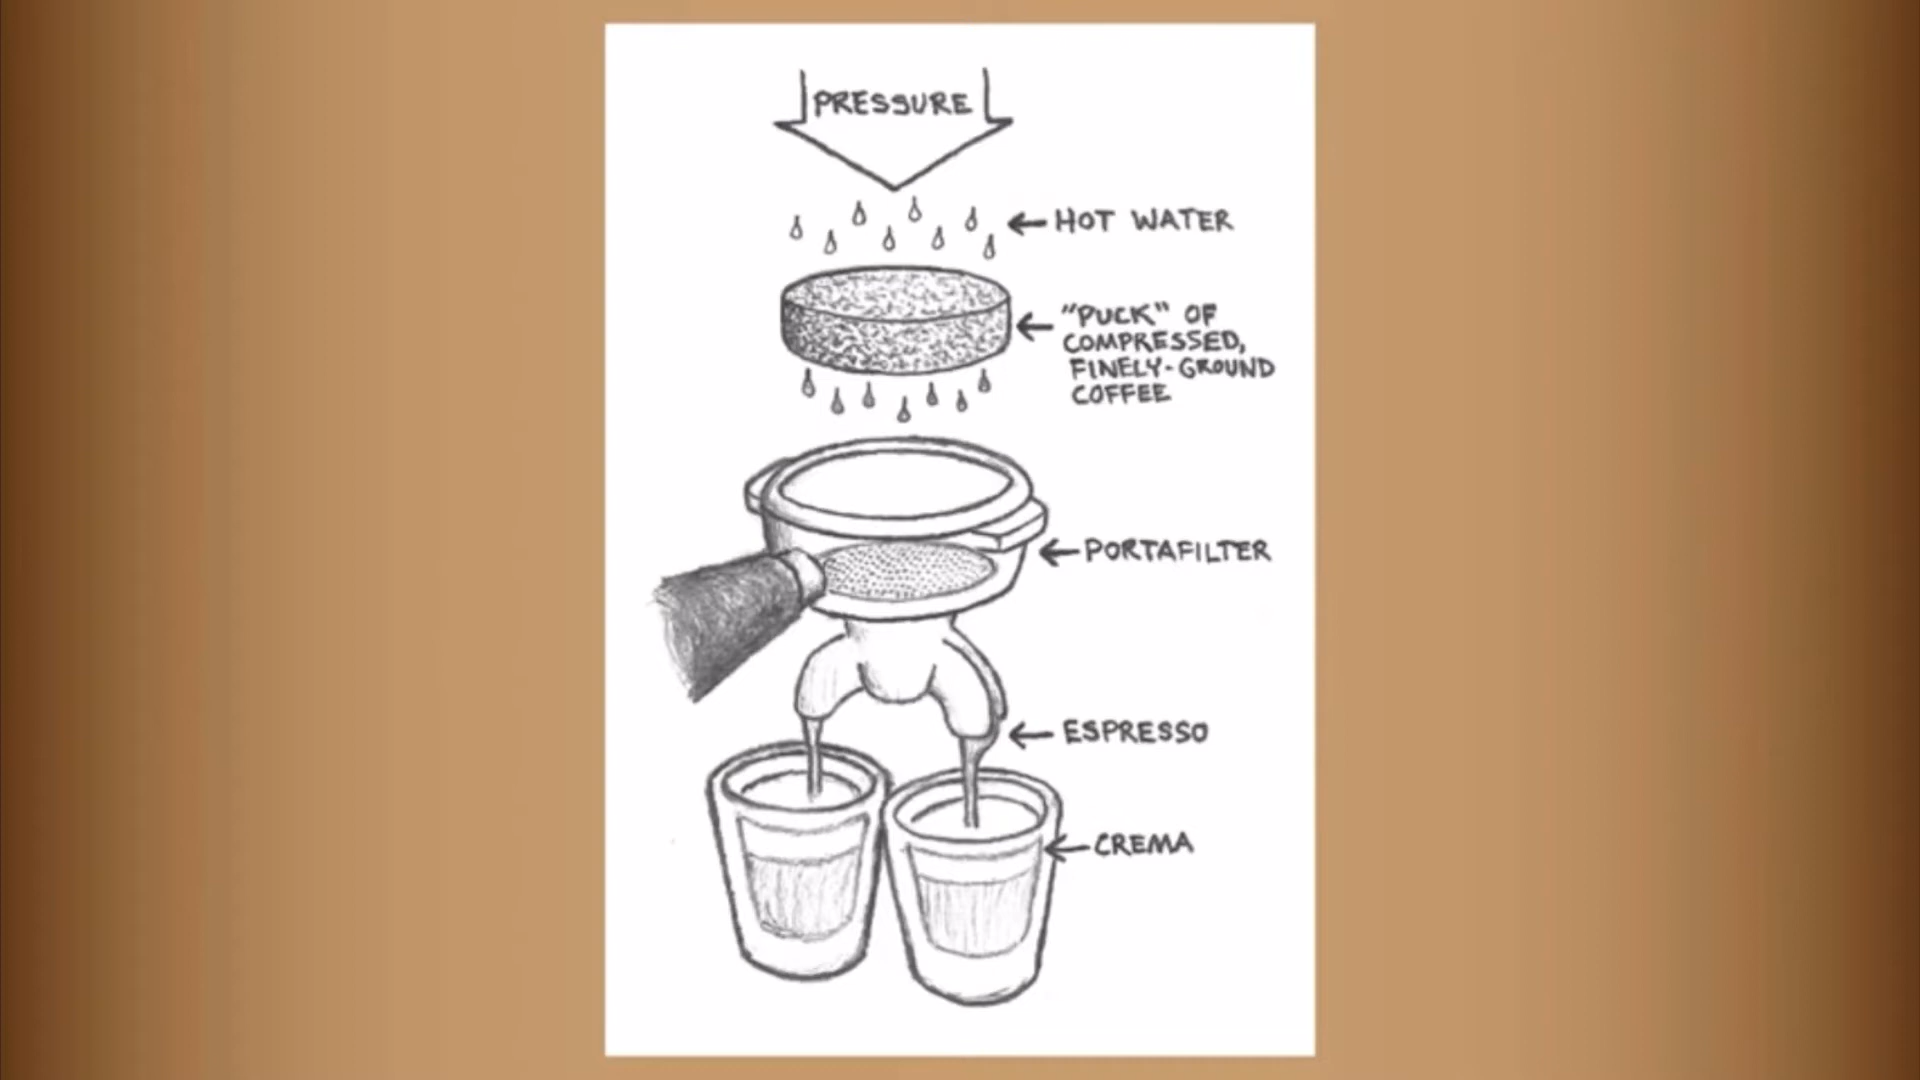 PRESSURE
HOT WATER
"PUCK" OF
COMPRESSED,
FINELY-GROUND
COFFEE
PORTAFILTER
ESPRESSO
CREMA